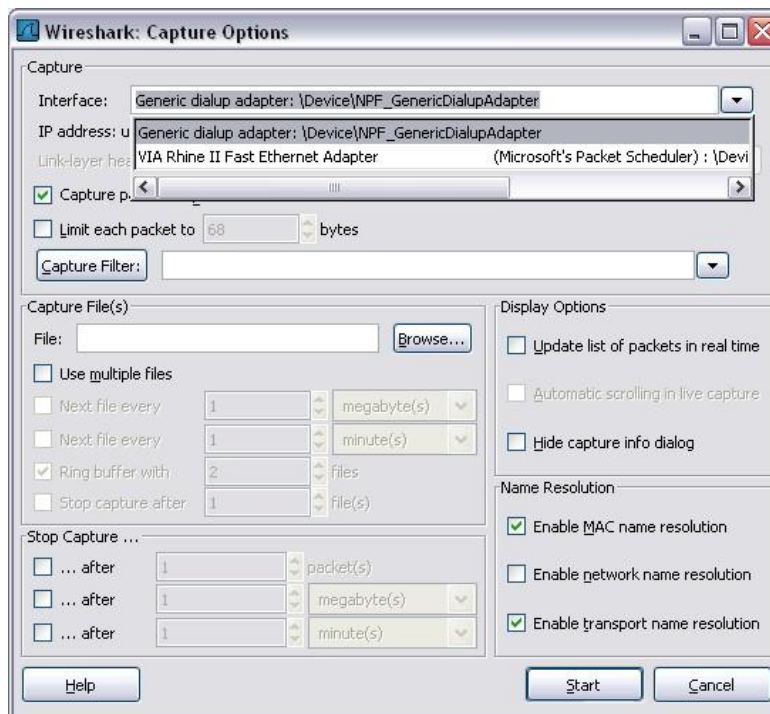 Wireshark: Capture Options
Capture
Interface: Generic dialup adapter: \Device\NPF_GenericDialupAdapter
IP address: u
Generic dialup adapter: \Device\NPF_GenericDialupAdapter
Link-layer hea
VIA Rhine II Fast Ethernet Adapter (Microsoft's Packet Scheduler) : \Devi
Capture p
Limit each packet to 68 bytes
Capture Filter:
Capture File(s)
File: Browse...
Use multiple files
Next file every 1 megabyte(s)
Next file every 1 minute(s)
Ring buffer with 2 files
Stop capture after 1 file(s)
Stop Capture ...
... after 1 packet(s)
... after 1 megabyte(s)
... after 1 minute(s)
Display Options
Update list of packets in real time
Automatic scrolling in live capture
Hide capture info dialog
Name Resolution
Enable MAC name resolution
Enable network name resolution
Enable transport name resolution
Help Start Cancel